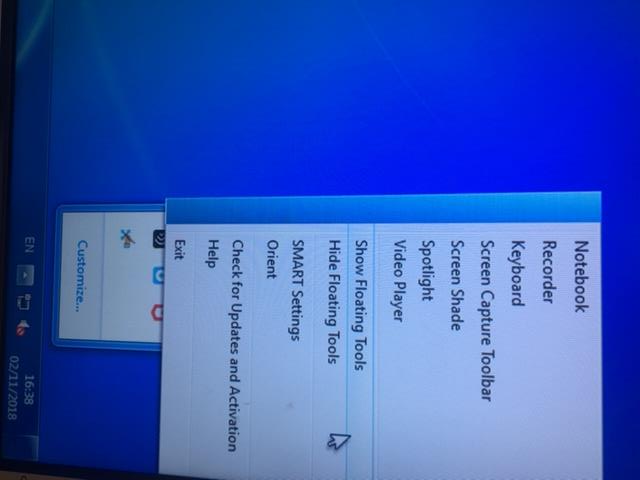 Notebook
Recorder
Keyboard
Screen Capture Toolbar
Screen Shade
Spotlight
Video Player
Show Floating Tools
Hide Floating Tools
SMART Settings
Orient
Check for Updates and Activation
Help
Exit
Customize...
EN
16:38
02/11/2018